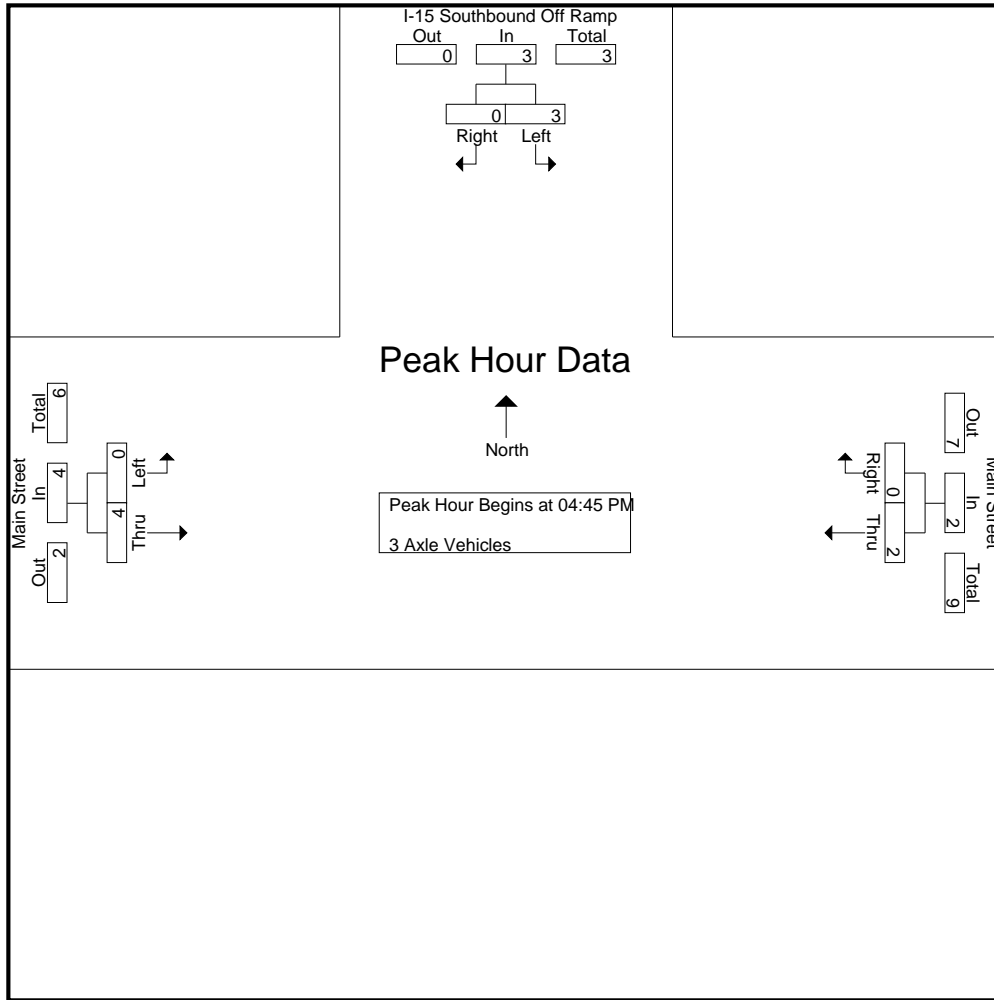 I-15 Southbound Off Ramp
Out In Total
0 3 3
0 3
Right Left
Peak Hour Data
North
Peak Hour Begins at 04:45 PM
3 Axle Vehicles
Main Street
Out In Total
2 4 6
4 0
Thru Left
Main Street
Out In Total
7 2 9
0 2
Right Thru